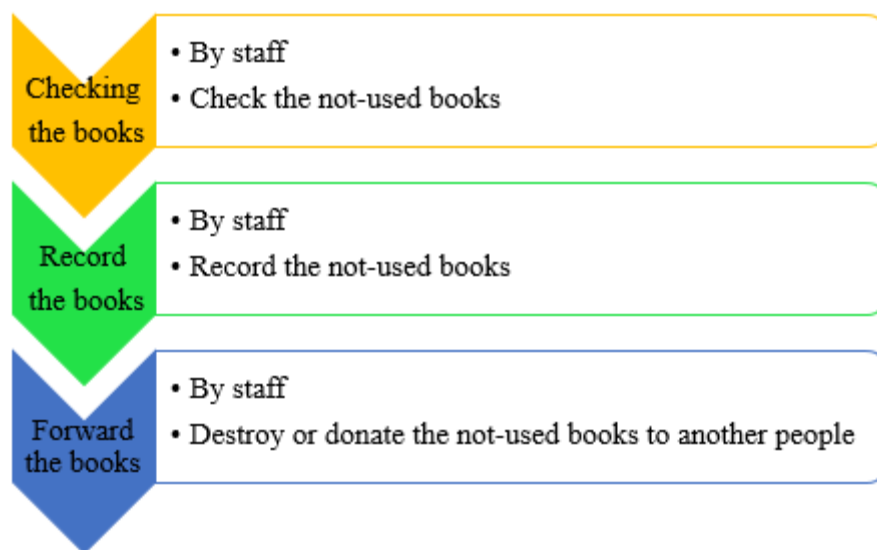 Checking
the books
• By staff
• Check the not-used books
Record
the books
• By staff
• Record the not-used books
Forward
the books
• By staff
• Destroy or donate the not-used books to another people